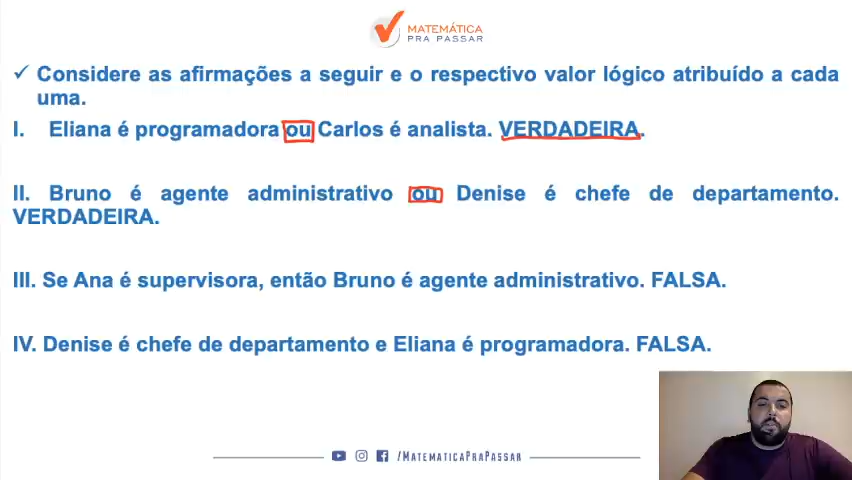 MATEMÁTICA
PRA PASSAR
✓ Considere as afirmações a seguir e o respectivo valor lógico atribuído a cada
uma.
I. Eliana é programadora ou Carlos é analista. VERDADEIRA.
II. Bruno é agente administrativo ou Denise é chefe de departamento.
VERDADEIRA.
III. Se Ana é supervisora, então Bruno é agente administrativo. FALSA.
IV. Denise é chefe de departamento e Eliana é programadora. FALSA.
/MATEMATICAPRAPASSAR